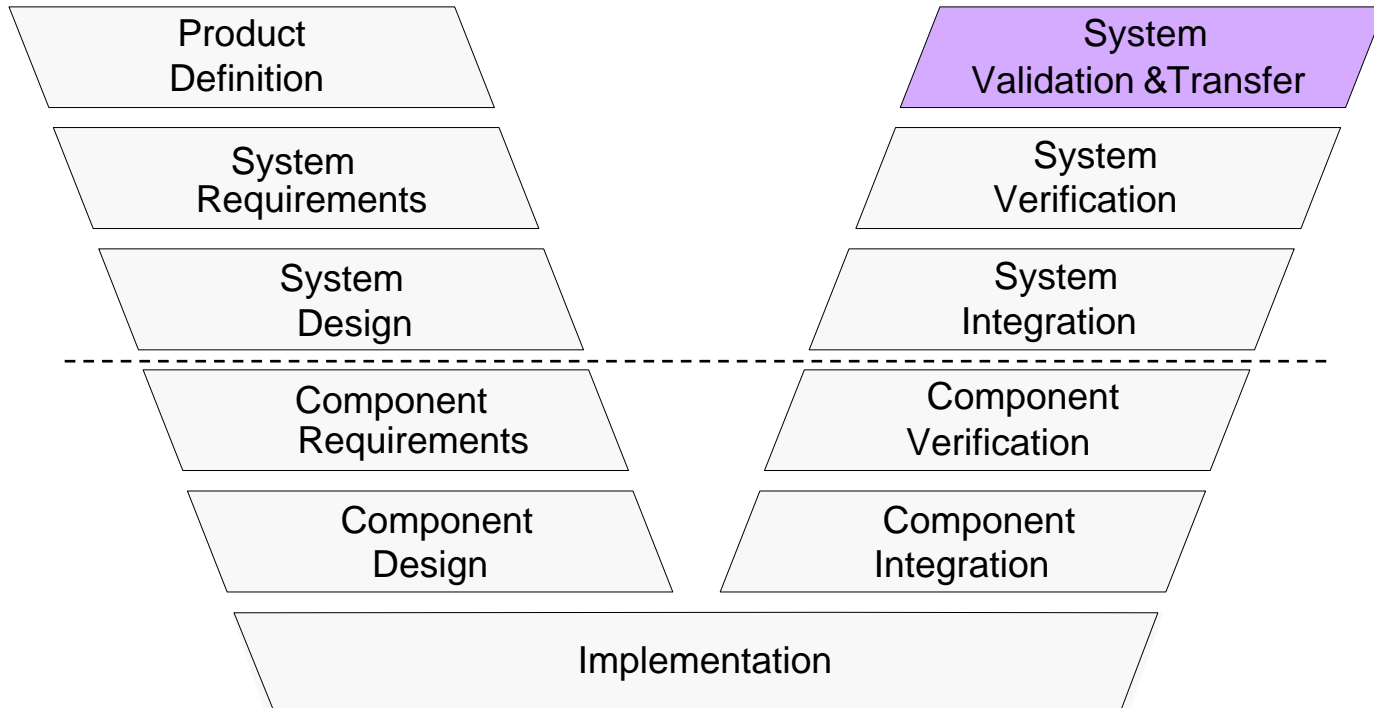 Product
Definition
System
Validation &Transfer
System
Requirements
System
Verification
System
Design
System
Integration
Component
Requirements
Component
Verification
Component
Design
Component
Integration
Implementation